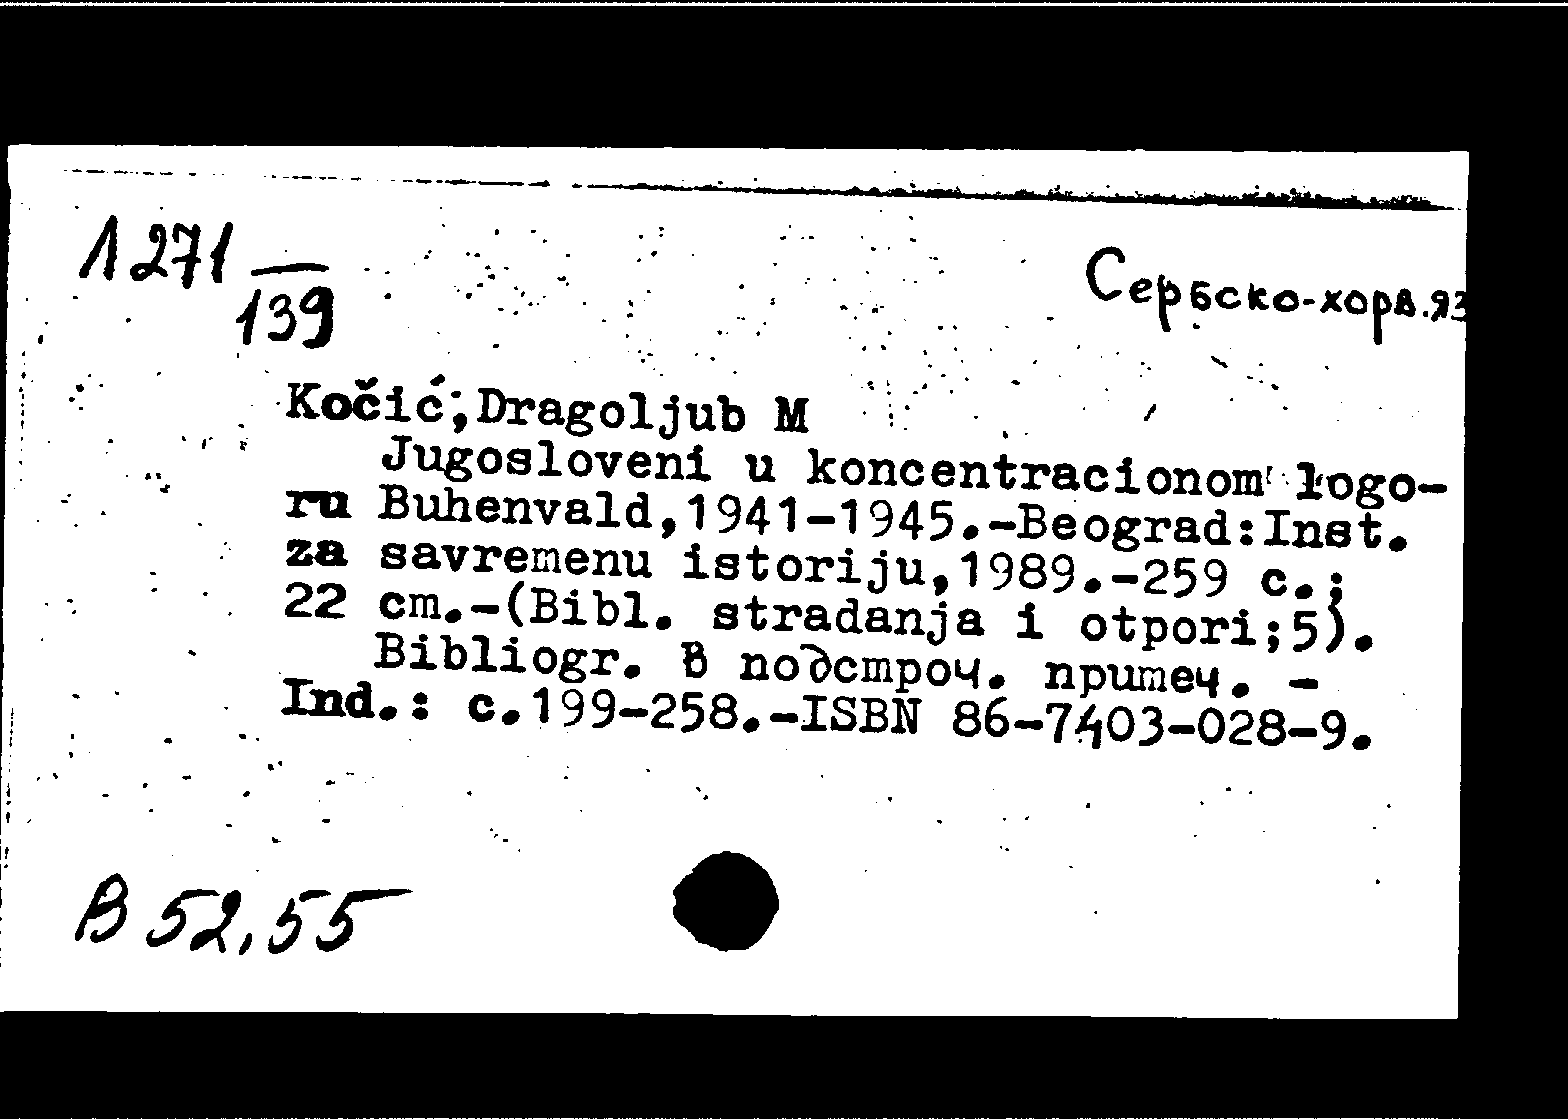 1271
139
Сербско-хорв.яз
Kočić,Dragoljub M
Jugosloveni u koncentracionom logo-
ru Buhenvald,1941-1945.-Beograd:Inst.
za savremenu istoriju,1989.-259 c.;
22 cm.-(Bibl. stradanja i otpori;5).
Bibliogr. в подстроч. притеч. -
Ind.: c.199-258.-ISBN 86-7403-028-9.
В 52,55